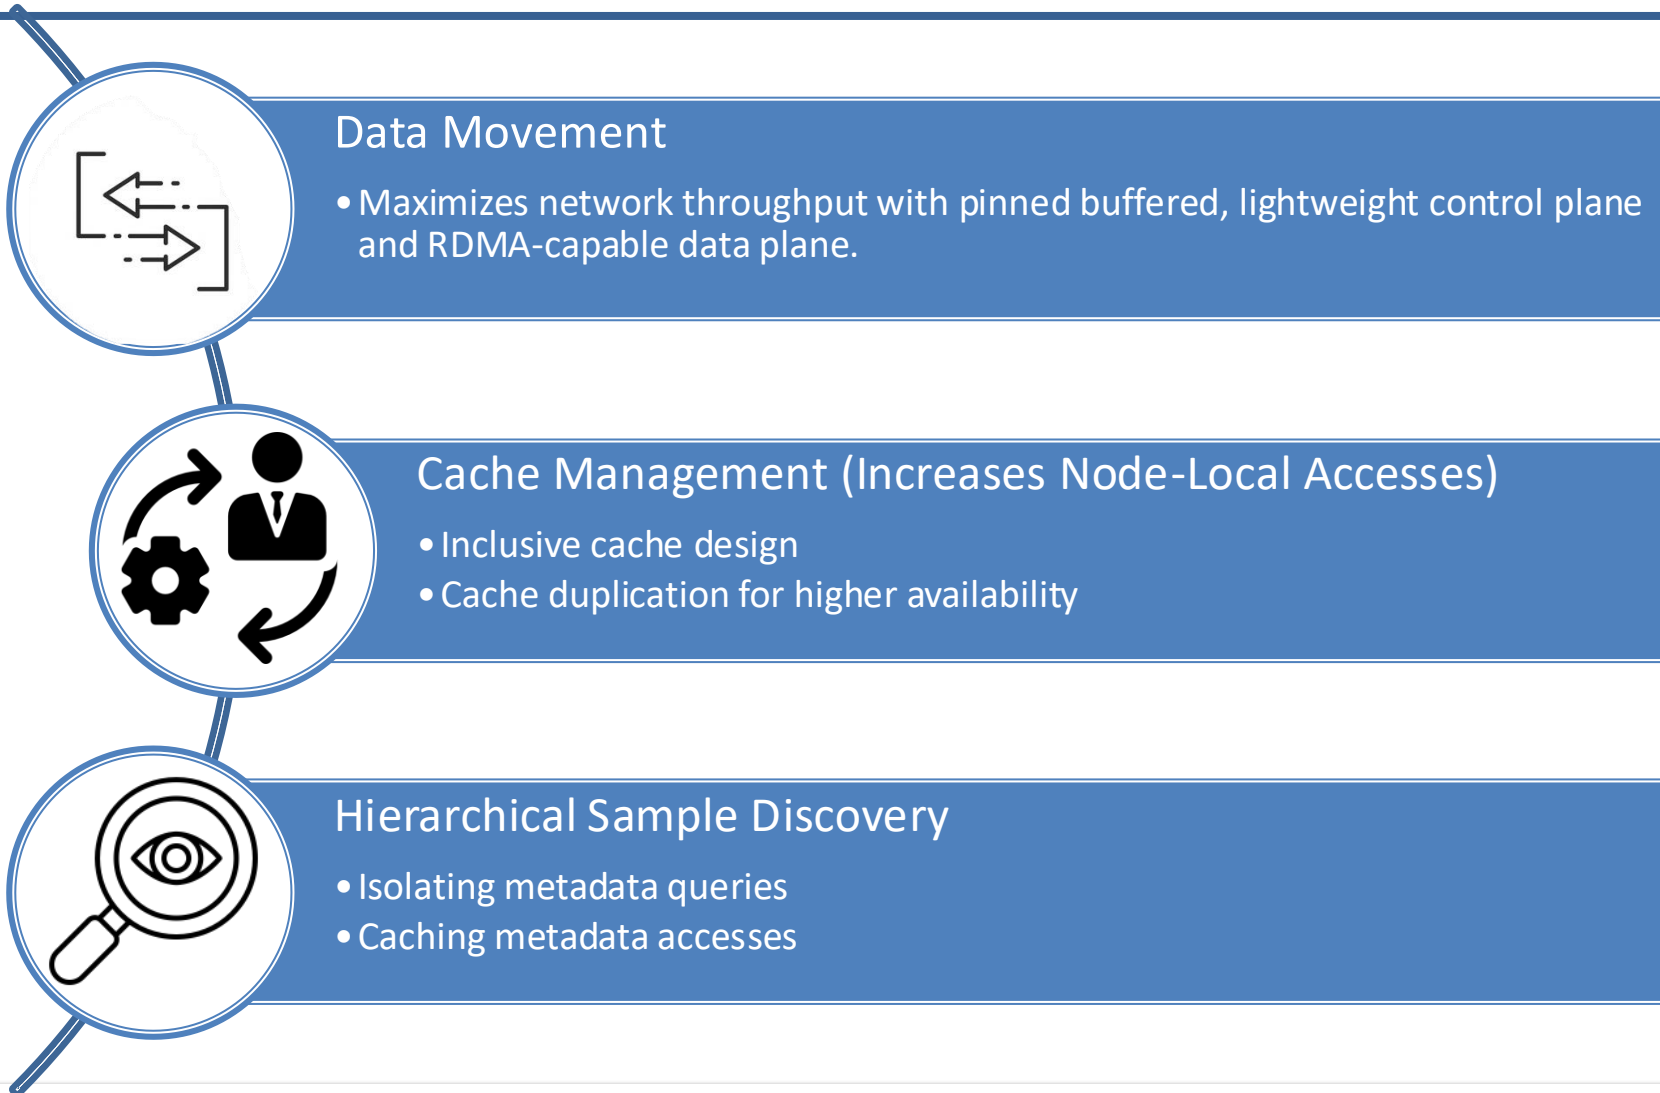 Data Movement
• Maximizes network throughput with pinned buffered, lightweight control plane
and RDMA-capable data plane.
Cache Management (Increases Node-Local Accesses)
• Inclusive cache design
• Cache duplication for higher availability
Hierarchical Sample Discovery
• Isolating metadata queries
• Caching metadata accesses